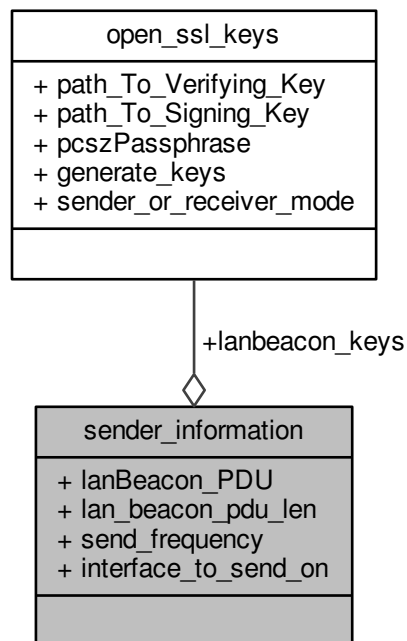 open_ssl_keys
+ path_To_Verifying_Key
+ path_To_Signing_Key
+ pcszPassphrase
+ generate_keys
+ sender_or_receiver_mode
+lanbeacon_keys
sender_information
+ lanBeacon_PDU
+ lan_beacon_pdu_len
+ send_frequency
+ interface_to_send_on